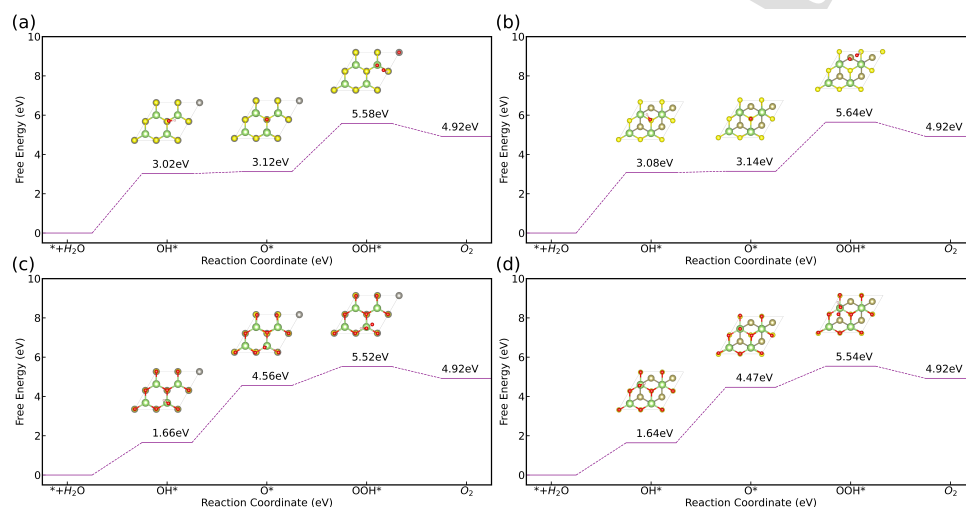 (a)
10
8
6
4
2
0
Free Energy (eV)
3.02eV
3.12eV
5.58eV
4.92eV
*+H₂O
OH*
O*
OOH*
O₂
Reaction Coordinate (eV)
(b)
10
8
6
4
2
0
Free Energy (eV)
3.08eV
3.14eV
5.64eV
4.92eV
*+H₂O
OH*
O*
OOH*
O₂
Reaction Coordinate (eV)
(c)
10
8
6
4
2
0
Free Energy (eV)
1.66eV
4.56eV
5.52eV
4.92eV
*+H₂O
OH*
O*
OOH*
O₂
Reaction Coordinate (eV)
(d)
10
8
6
4
2
0
Free Energy (eV)
1.64eV
4.47eV
5.54eV
4.92eV
*+H₂O
OH*
O*
OOH*
O₂
Reaction Coordinate (eV)